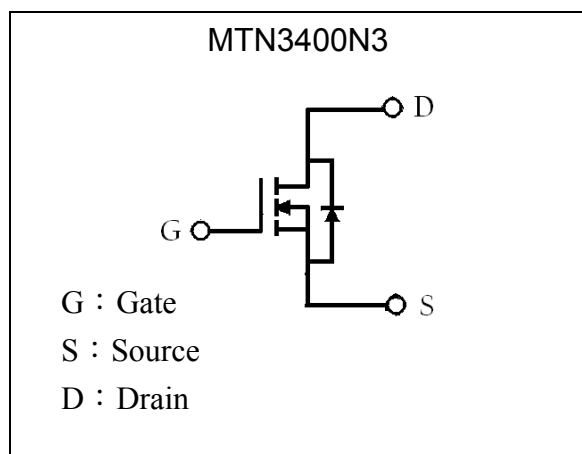 MTN3400N3
D
G
S
G：Gate
S：Source
D：Drain